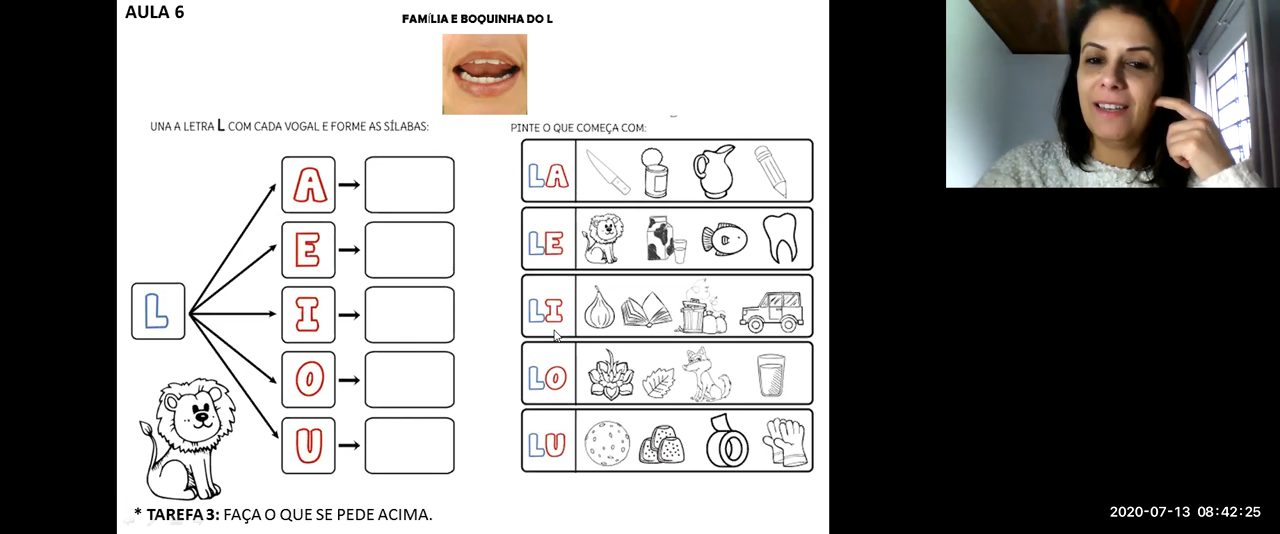 AULA 6
FAMÍLIA E BOQUINHA DO L
UNA A LETRA L COM CADA VOGAL E FORME AS SÍLABAS:
L
A
E
I
O
U
PINTE O QUE COMEÇA COM:
LA
LE
LI
LO
LU
* TAREFA 3: FAÇA O QUE SE PEDE ACIMA.
2020-07-13 08:42:25